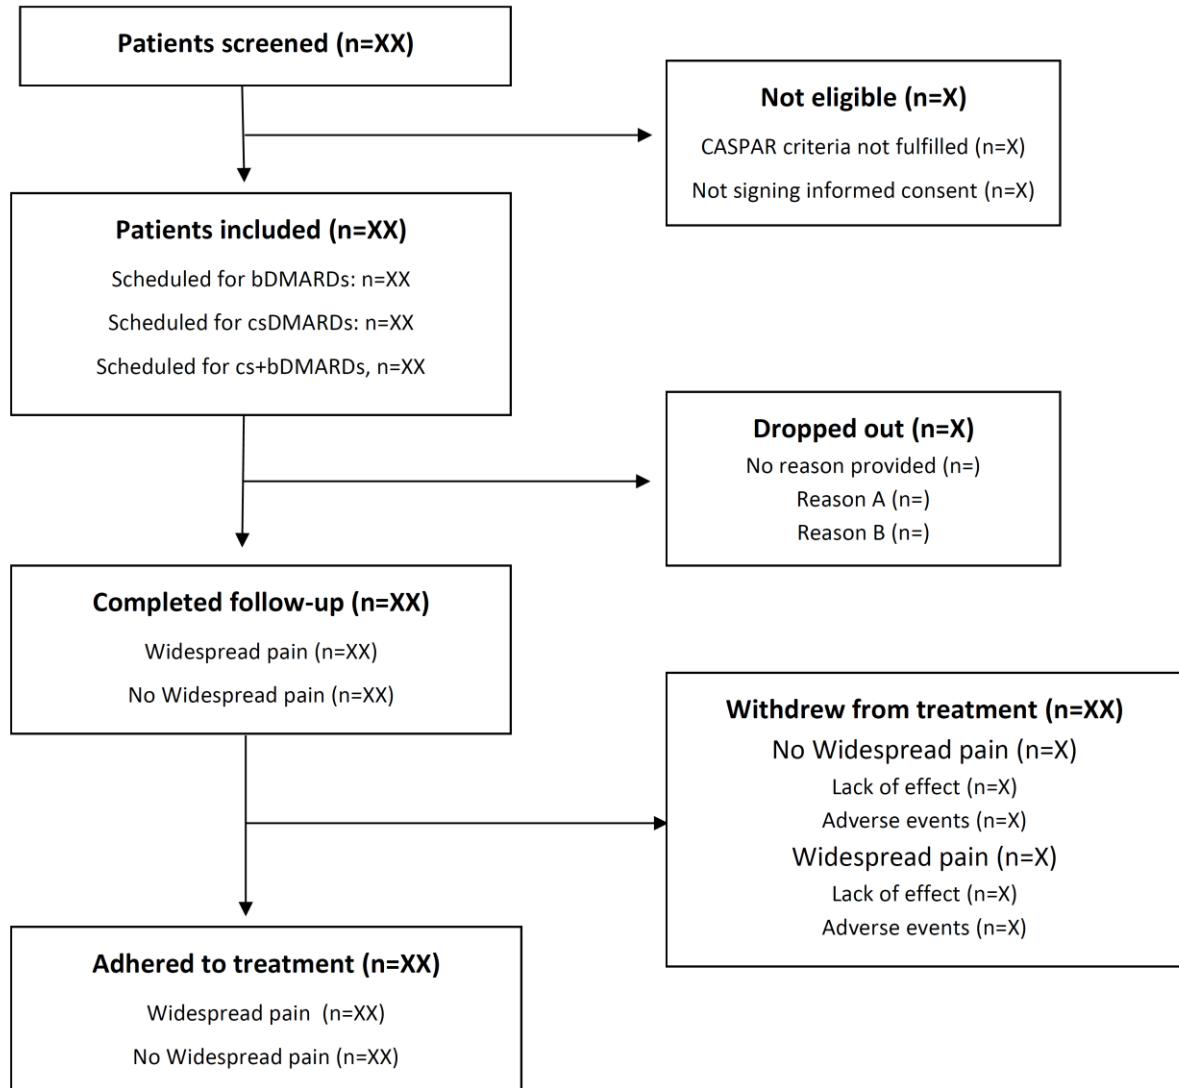 Patients screened (n=XX)
Not eligible (n=X)
CASPAR criteria not fulfilled (n=X)
Not signing informed consent (n=X)
Patients included (n=XX)
Scheduled for bDMARDs: n=XX
Scheduled for csDMARDs: n=XX
Scheduled for cs+bDMARDs, n=XX
Dropped out (n=X)
No reason provided (n=)
Reason A (n=)
Reason B (n=)
Completed follow-up (n=XX)
Widespread pain (n=XX)
No Widespread pain (n=XX)
Withdrew from treatment (n=XX)
No Widespread pain (n=X)
Lack of effect (n=X)
Adverse events (n=X)
Widespread pain (n=X)
Lack of effect (n=X)
Adverse events (n=X)
Adhered to treatment (n=XX)
Widespread pain  (n=XX)
No Widespread pain (n=XX)